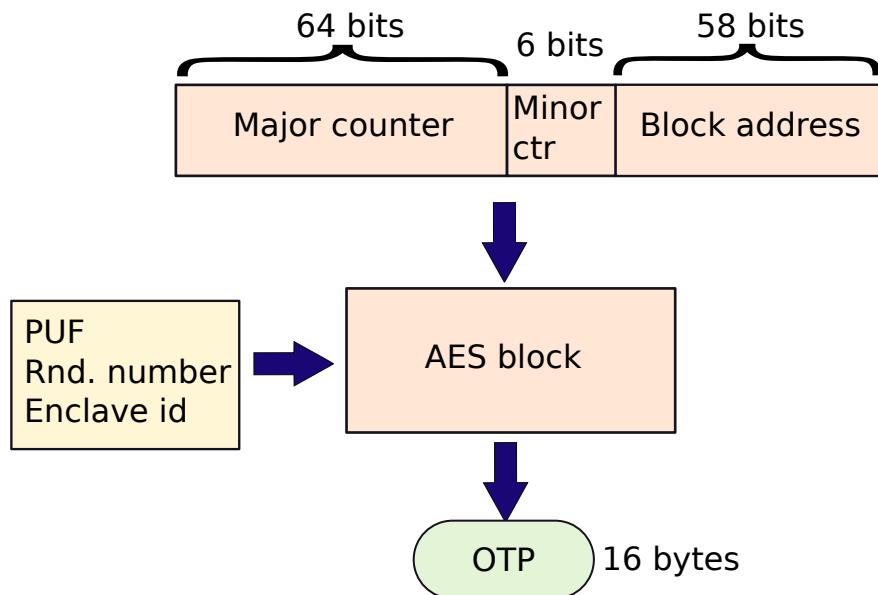 64 bits
6 bits
58 bits
Major counter
Minor
ctr
Block address
PUF
Rnd. number
Enclave id
AES block
OTP
16 bytes